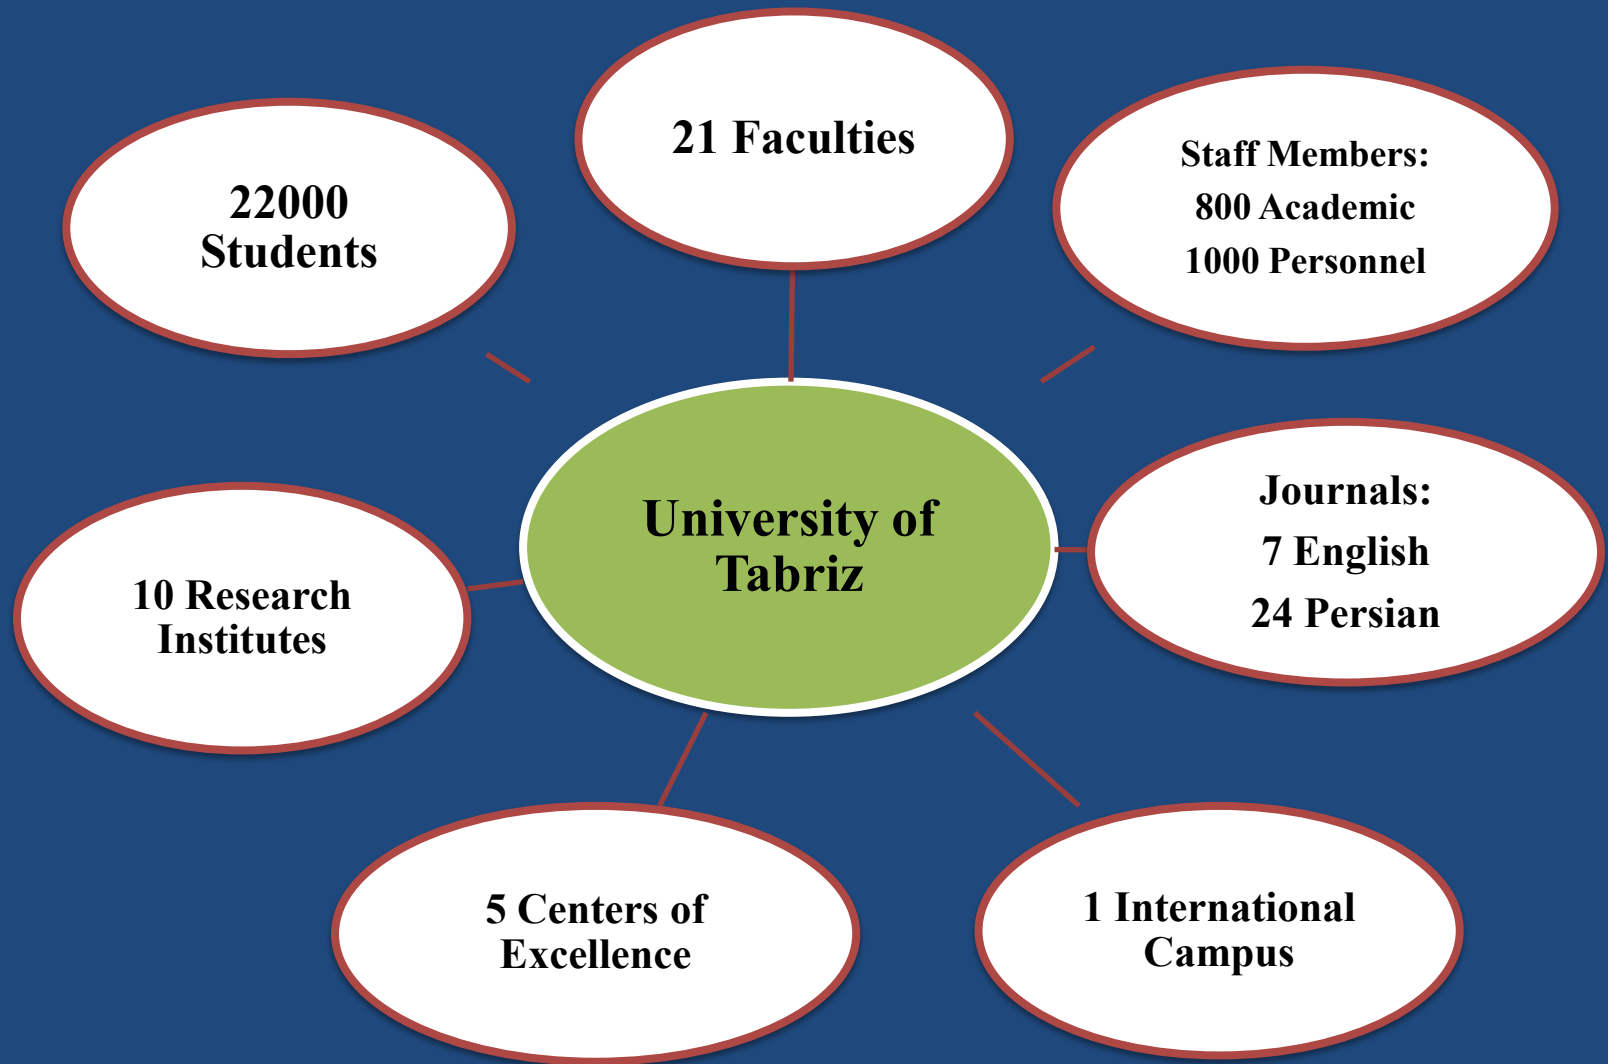 21 Faculties
22000
Students
Staff Members:
800 Academic
1000 Personnel
University of
Tabriz
Journals:
7 English
24 Persian
10 Research
Institutes
5 Centers of
Excellence
1 International
Campus